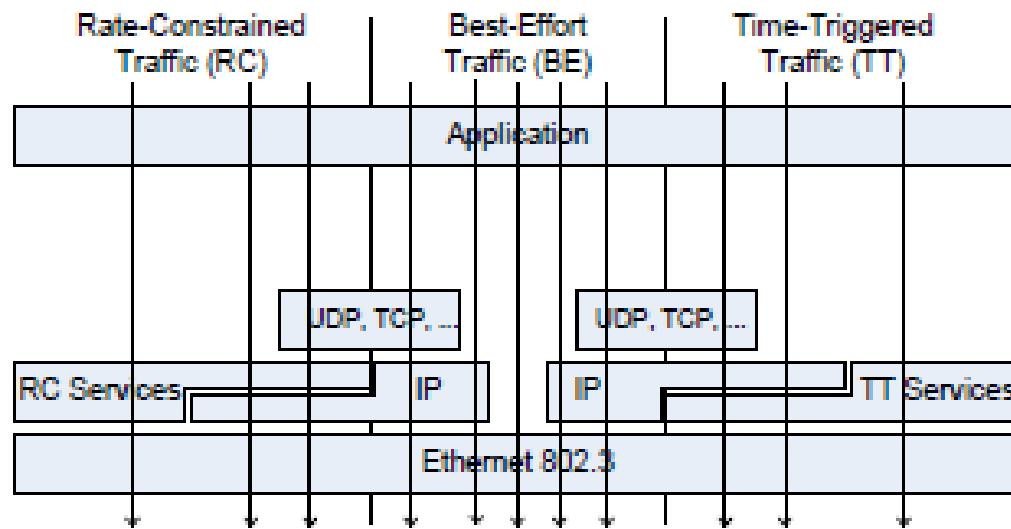 Rate-Constrained
Traffic (RC)
Best-Effort
Traffic (BE)
Time-Triggered
Traffic (TT)
Application
UDP, TCP, ...
UDP, TCP, ...
RC Services
IP
IP
TT Services
Ethernet 802.3